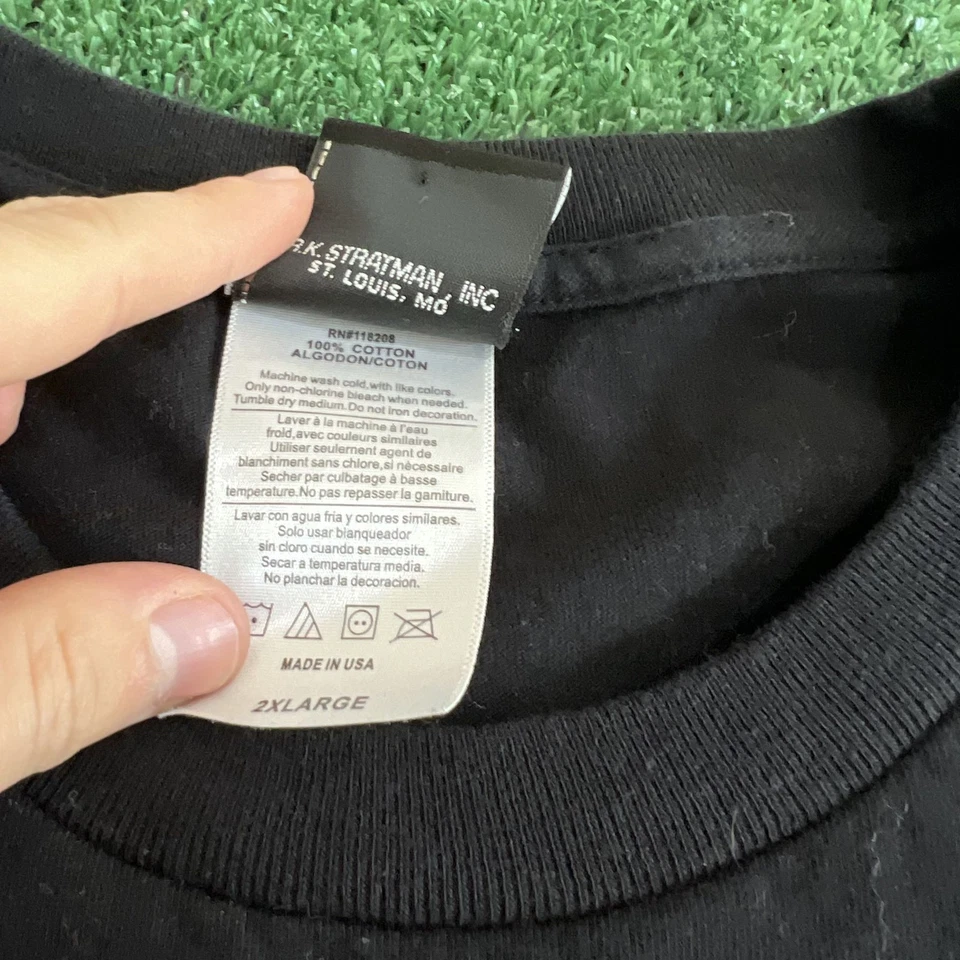 R.K. STRATMAN, INC
ST. LOUIS, MO
RN#118208
100% COTTON
ALGODON/COTON
Machine wash cold,with like colors.
Only non-chlorine bleach when needed.
Tumble dry medium.Do not iron decoration.
Laver à la machine à l'eau
froid,avec couleurs similaires
Utiliser seulement agent de
blanchiment sans chlore,si nécessaire
Secher par culbatage à basse
temperature.No pas repasser la gamiture.
Lavar con agua fria y colores similares.
Solo usar blanqueador
sin cloro cuando se necesite.
Secar a temperatura media.
No planchar la decoracion.
MADE IN USA
2XLARGE